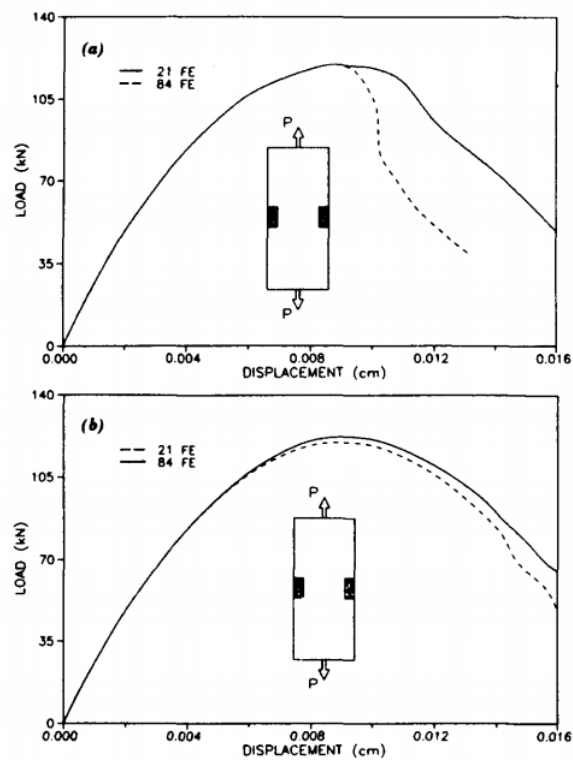 140
(a)
21 FE
84 FE
105
P
LOAD (kN)
70
35
P
0
0.000 0.004 0.008 0.012 0.016
DISPLACEMENT (cm)
140
(b)
21 FE
84 FE
105
P
LOAD (kN)
70
35
P
0
0.000 0.004 0.008 0.012 0.016
DISPLACEMENT (cm)